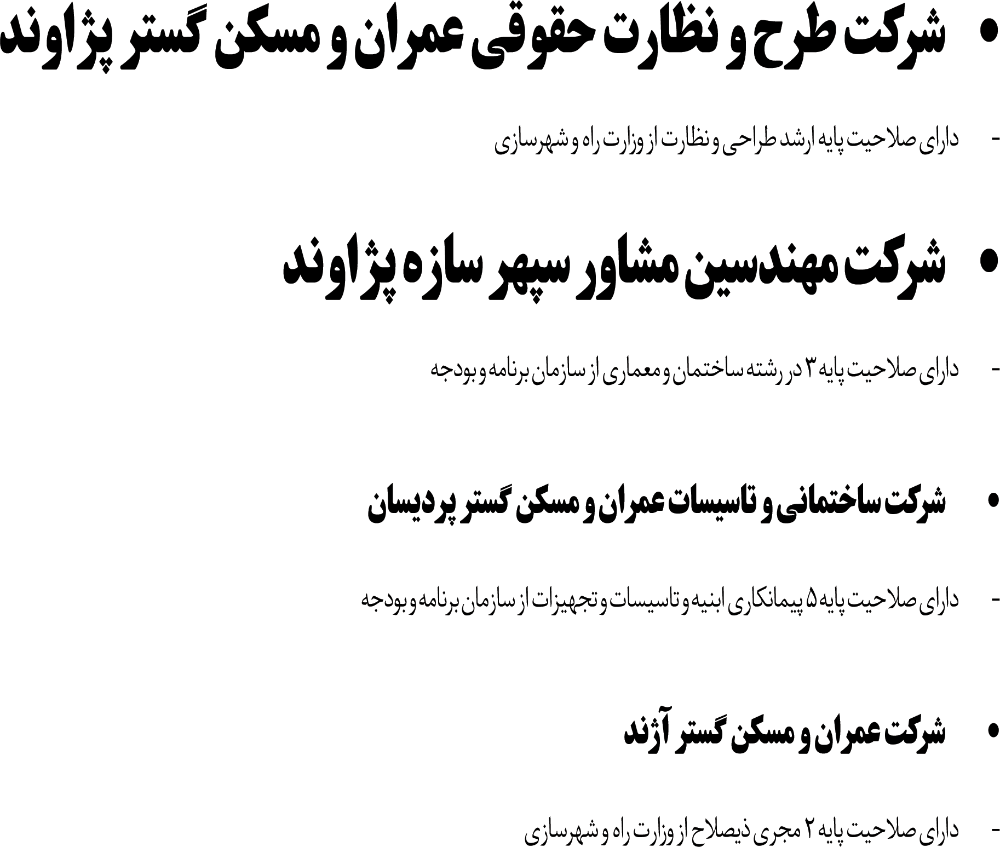 • شرکت طرح و نظارت حقوقی عمران و مسکن گستر پژاوند
- دارای صلاحیت پایه ارشد طراحی و نظارت از وزارت راه و شهرسازی
• شرکت مهندسین مشاور سپهر سازه پژاوند
- دارای صلاحیت پایه ۳ در رشته ساختمان و معماری از سازمان برنامه و بودجه
• شرکت ساختمانی و تاسیسات عمران و مسکن گستر پردیسان
- دارای صلاحیت پایه ۵ پیمانکاری ابنیه و تاسیسات و تجهیزات از سازمان برنامه و بودجه
• شرکت عمران و مسکن گستر آژند
- دارای صلاحیت پایه ۲ مجری ذیصلاح از وزارت راه و شهرسازی